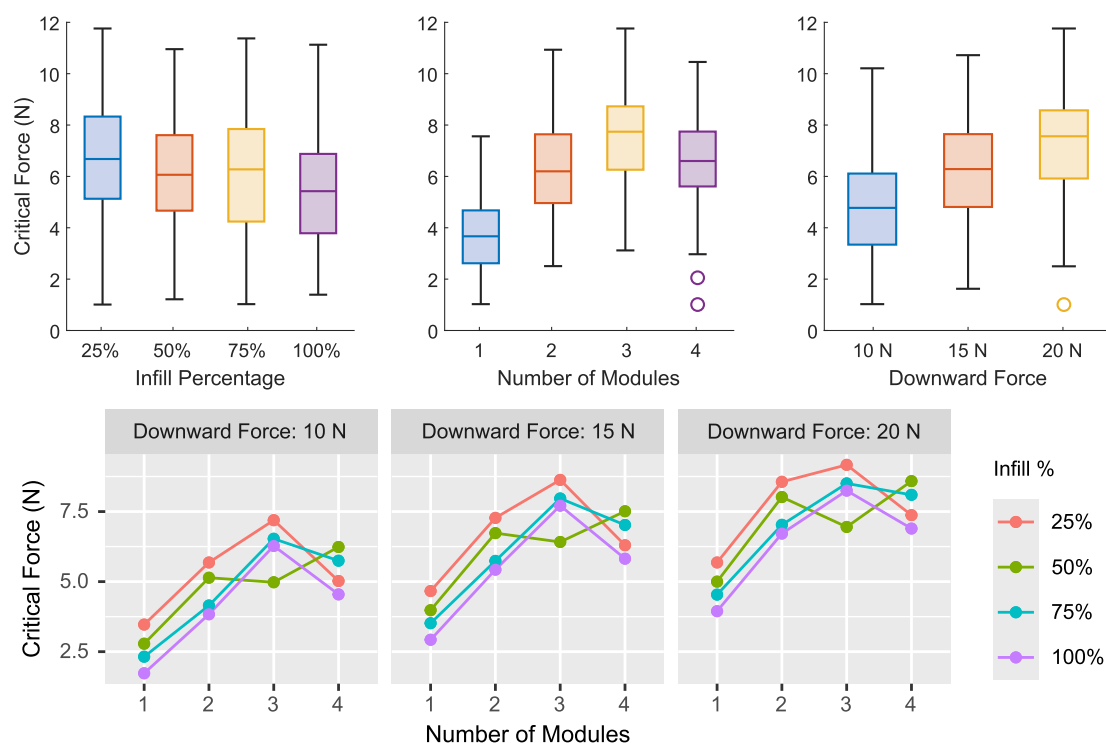 12 10 8 6 4 2 0
Critical Force (N)
25% 50% 75% 100%
Infill Percentage
12 10 8 6 4 2 0
1 2 3 4
Number of Modules
12 10 8 6 4 2 0
10 N 15 N 20 N
Downward Force
Downward Force: 10 N
Downward Force: 15 N
Downward Force: 20 N
Critical Force (N)
7.5
5.0
2.5
1 2 3 4
1 2 3 4
1 2 3 4
Number of Modules
Infill %
25%
50%
75%
100%